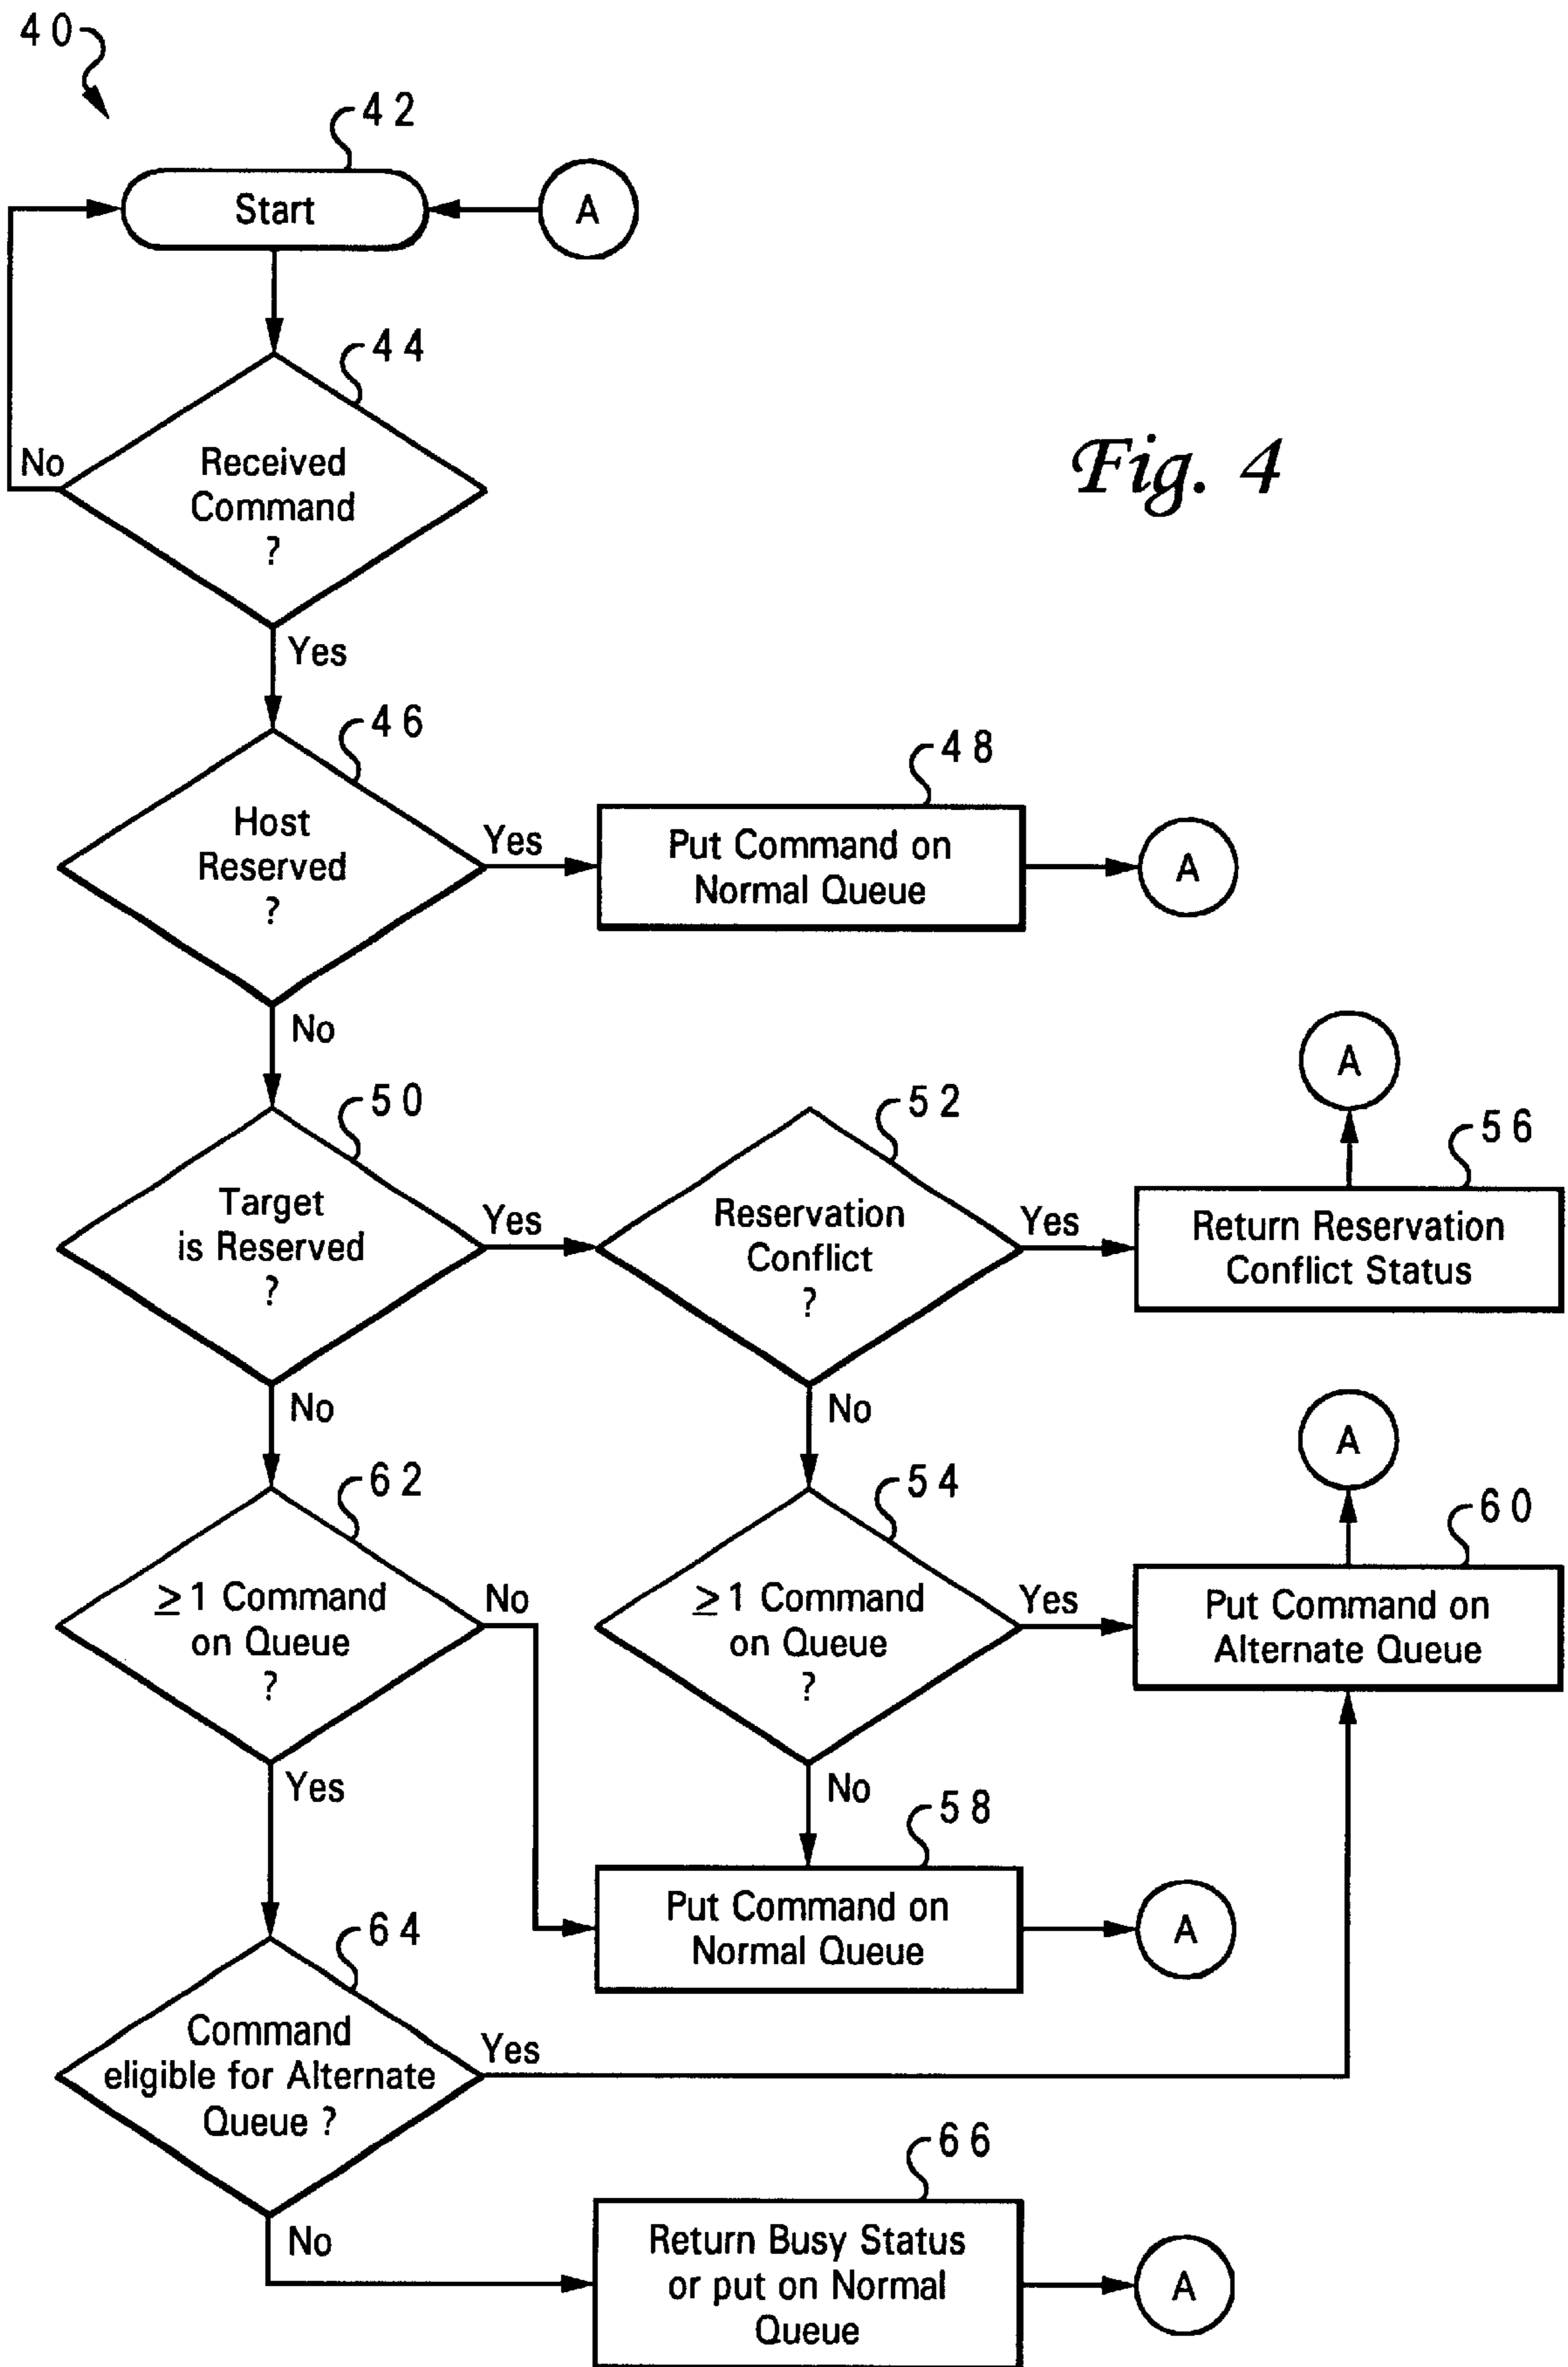 40
42
Start
A
44
Received
Command
?
No
Fig. 4
Yes
46
Host
Reserved
?
Yes
48
Put Command on
Normal Queue
A
No
50
Target
is Reserved
?
Yes
52
Reservation
Conflict
?
Yes
A
56
Return Reservation
Conflict Status
No
No
62
≥1 Command
on Queue
?
No
54
≥1 Command
on Queue
?
Yes
A
60
Put Command on
Alternate Queue
Yes
No
58
Put Command on
Normal Queue
A
64
Command
eligible for Alternate
Queue ?
Yes
No
66
Return Busy Status
or put on Normal
Queue
A